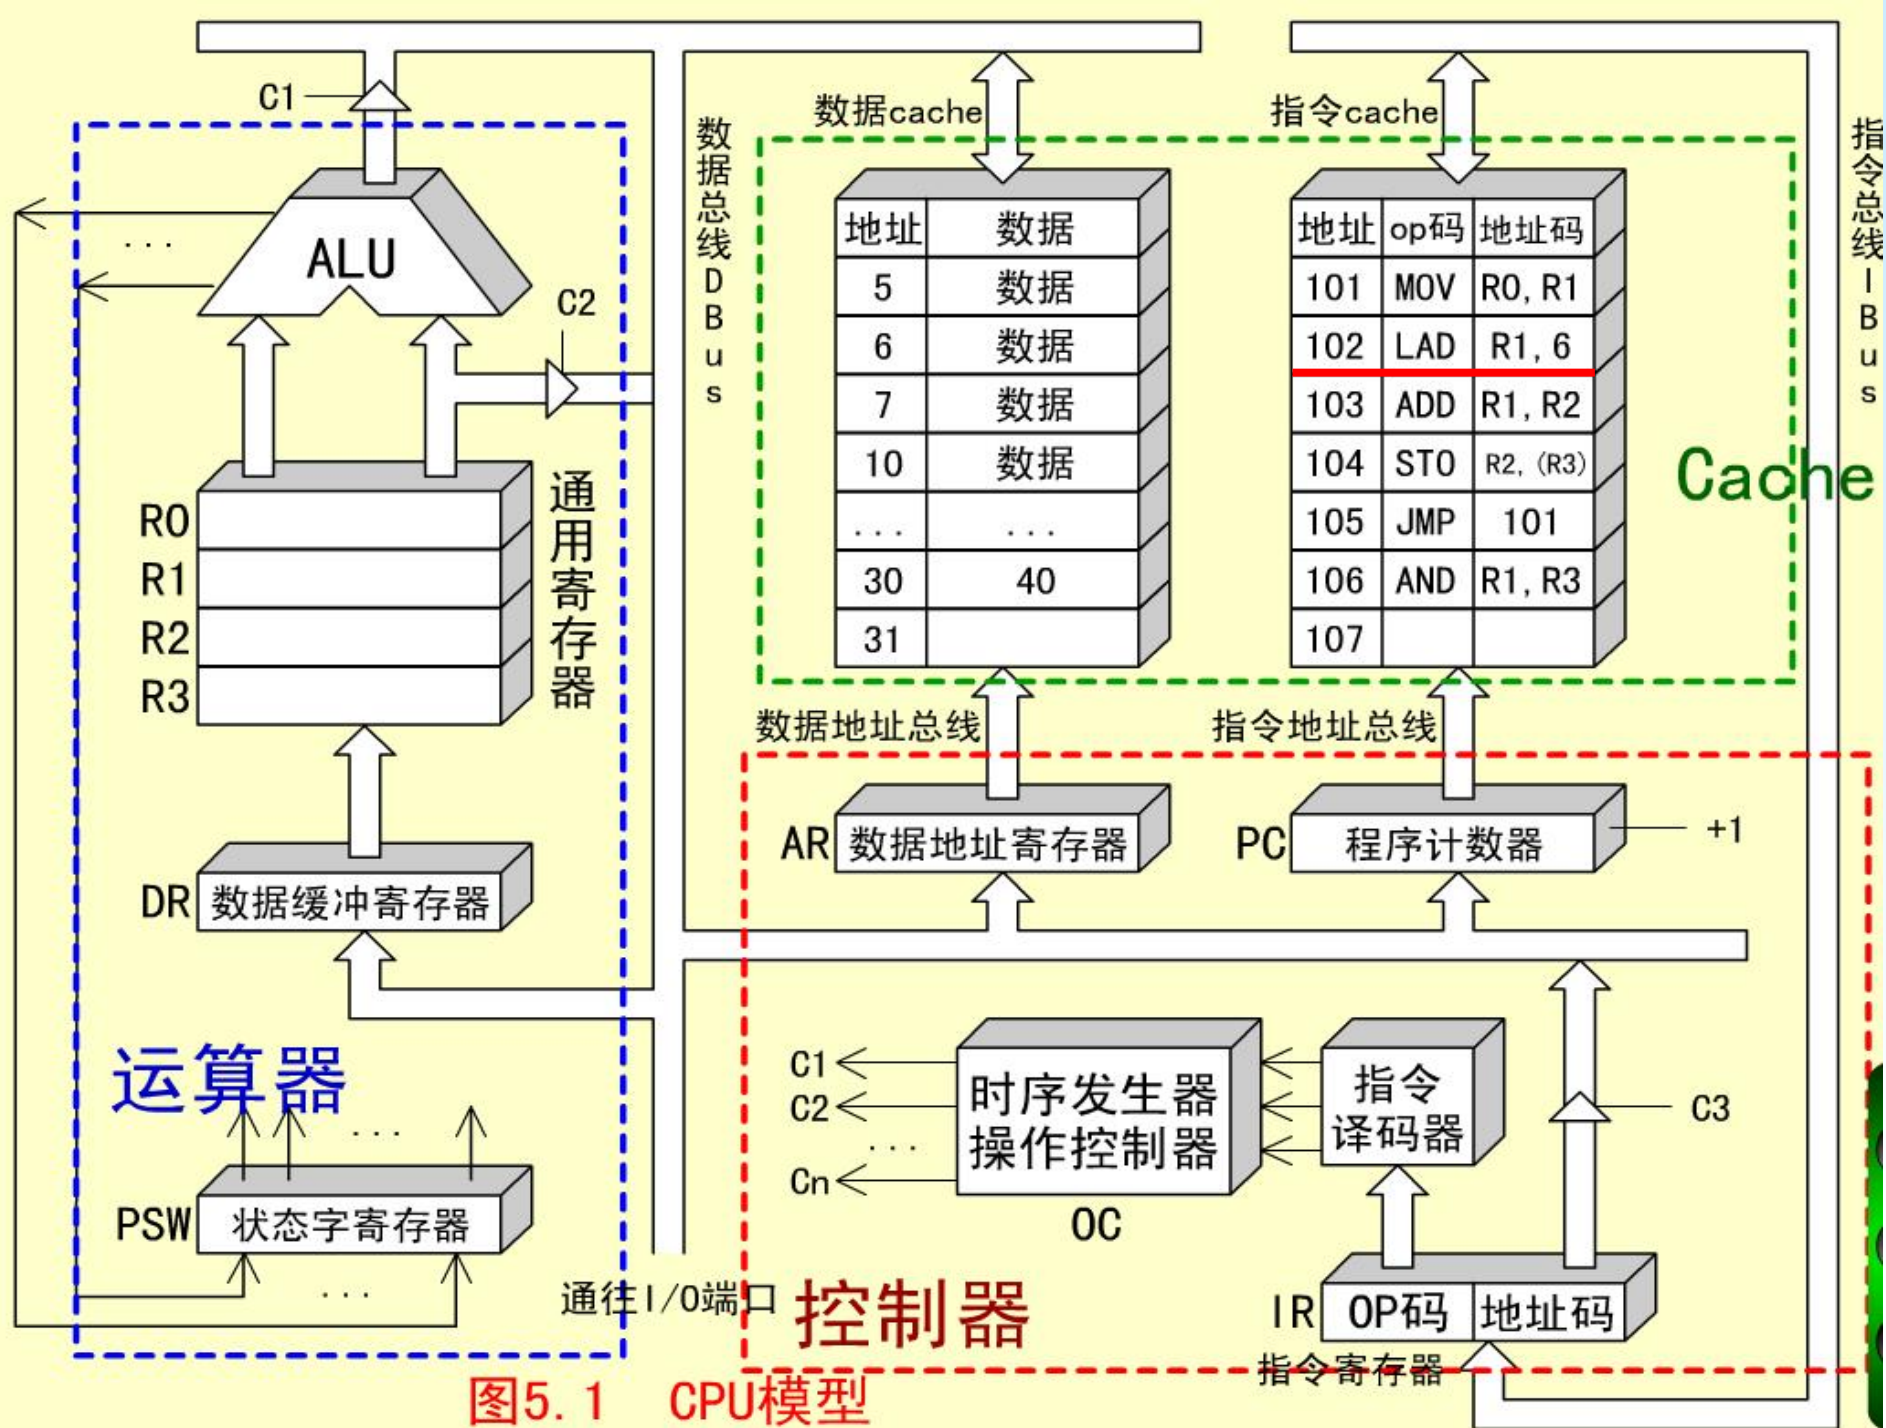 C1
数据cache
指令cache
数据总线DBus
指令总线IBus
ALU
...
C2
地址 数据
5 数据
6 数据
7 数据
10 数据
... ...
30 40
31
地址 op码 地址码
101 MOV R0,R1
102 LAD R1,6
103 ADD R1,R2
104 STO R2,(R3)
105 JMP 101
106 AND R1,R3
107
Cache
R0
R1
R2
R3
通用寄存器
数据地址总线
指令地址总线
AR 数据地址寄存器
PC 程序计数器
+1
DR 数据缓冲寄存器
运算器
...
C1
C2
...
Cn
时序发生器
操作控制器
OC
指令
译码器
C3
PSW 状态字寄存器
...
通往I/O端口
控制器
IR OP码 地址码
指令寄存器
图5.1 CPU模型